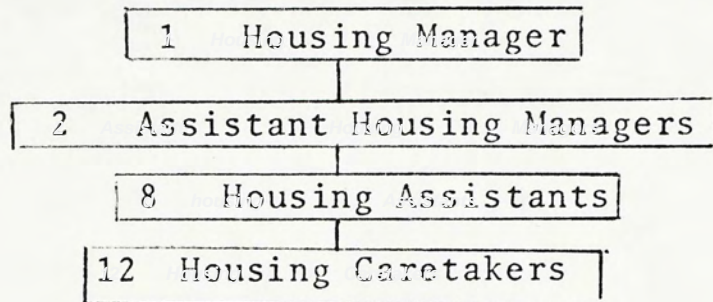 1 Housing Manager
2 Assistant Housing Managers
8 Housing Assistants
12 Housing Caretakers